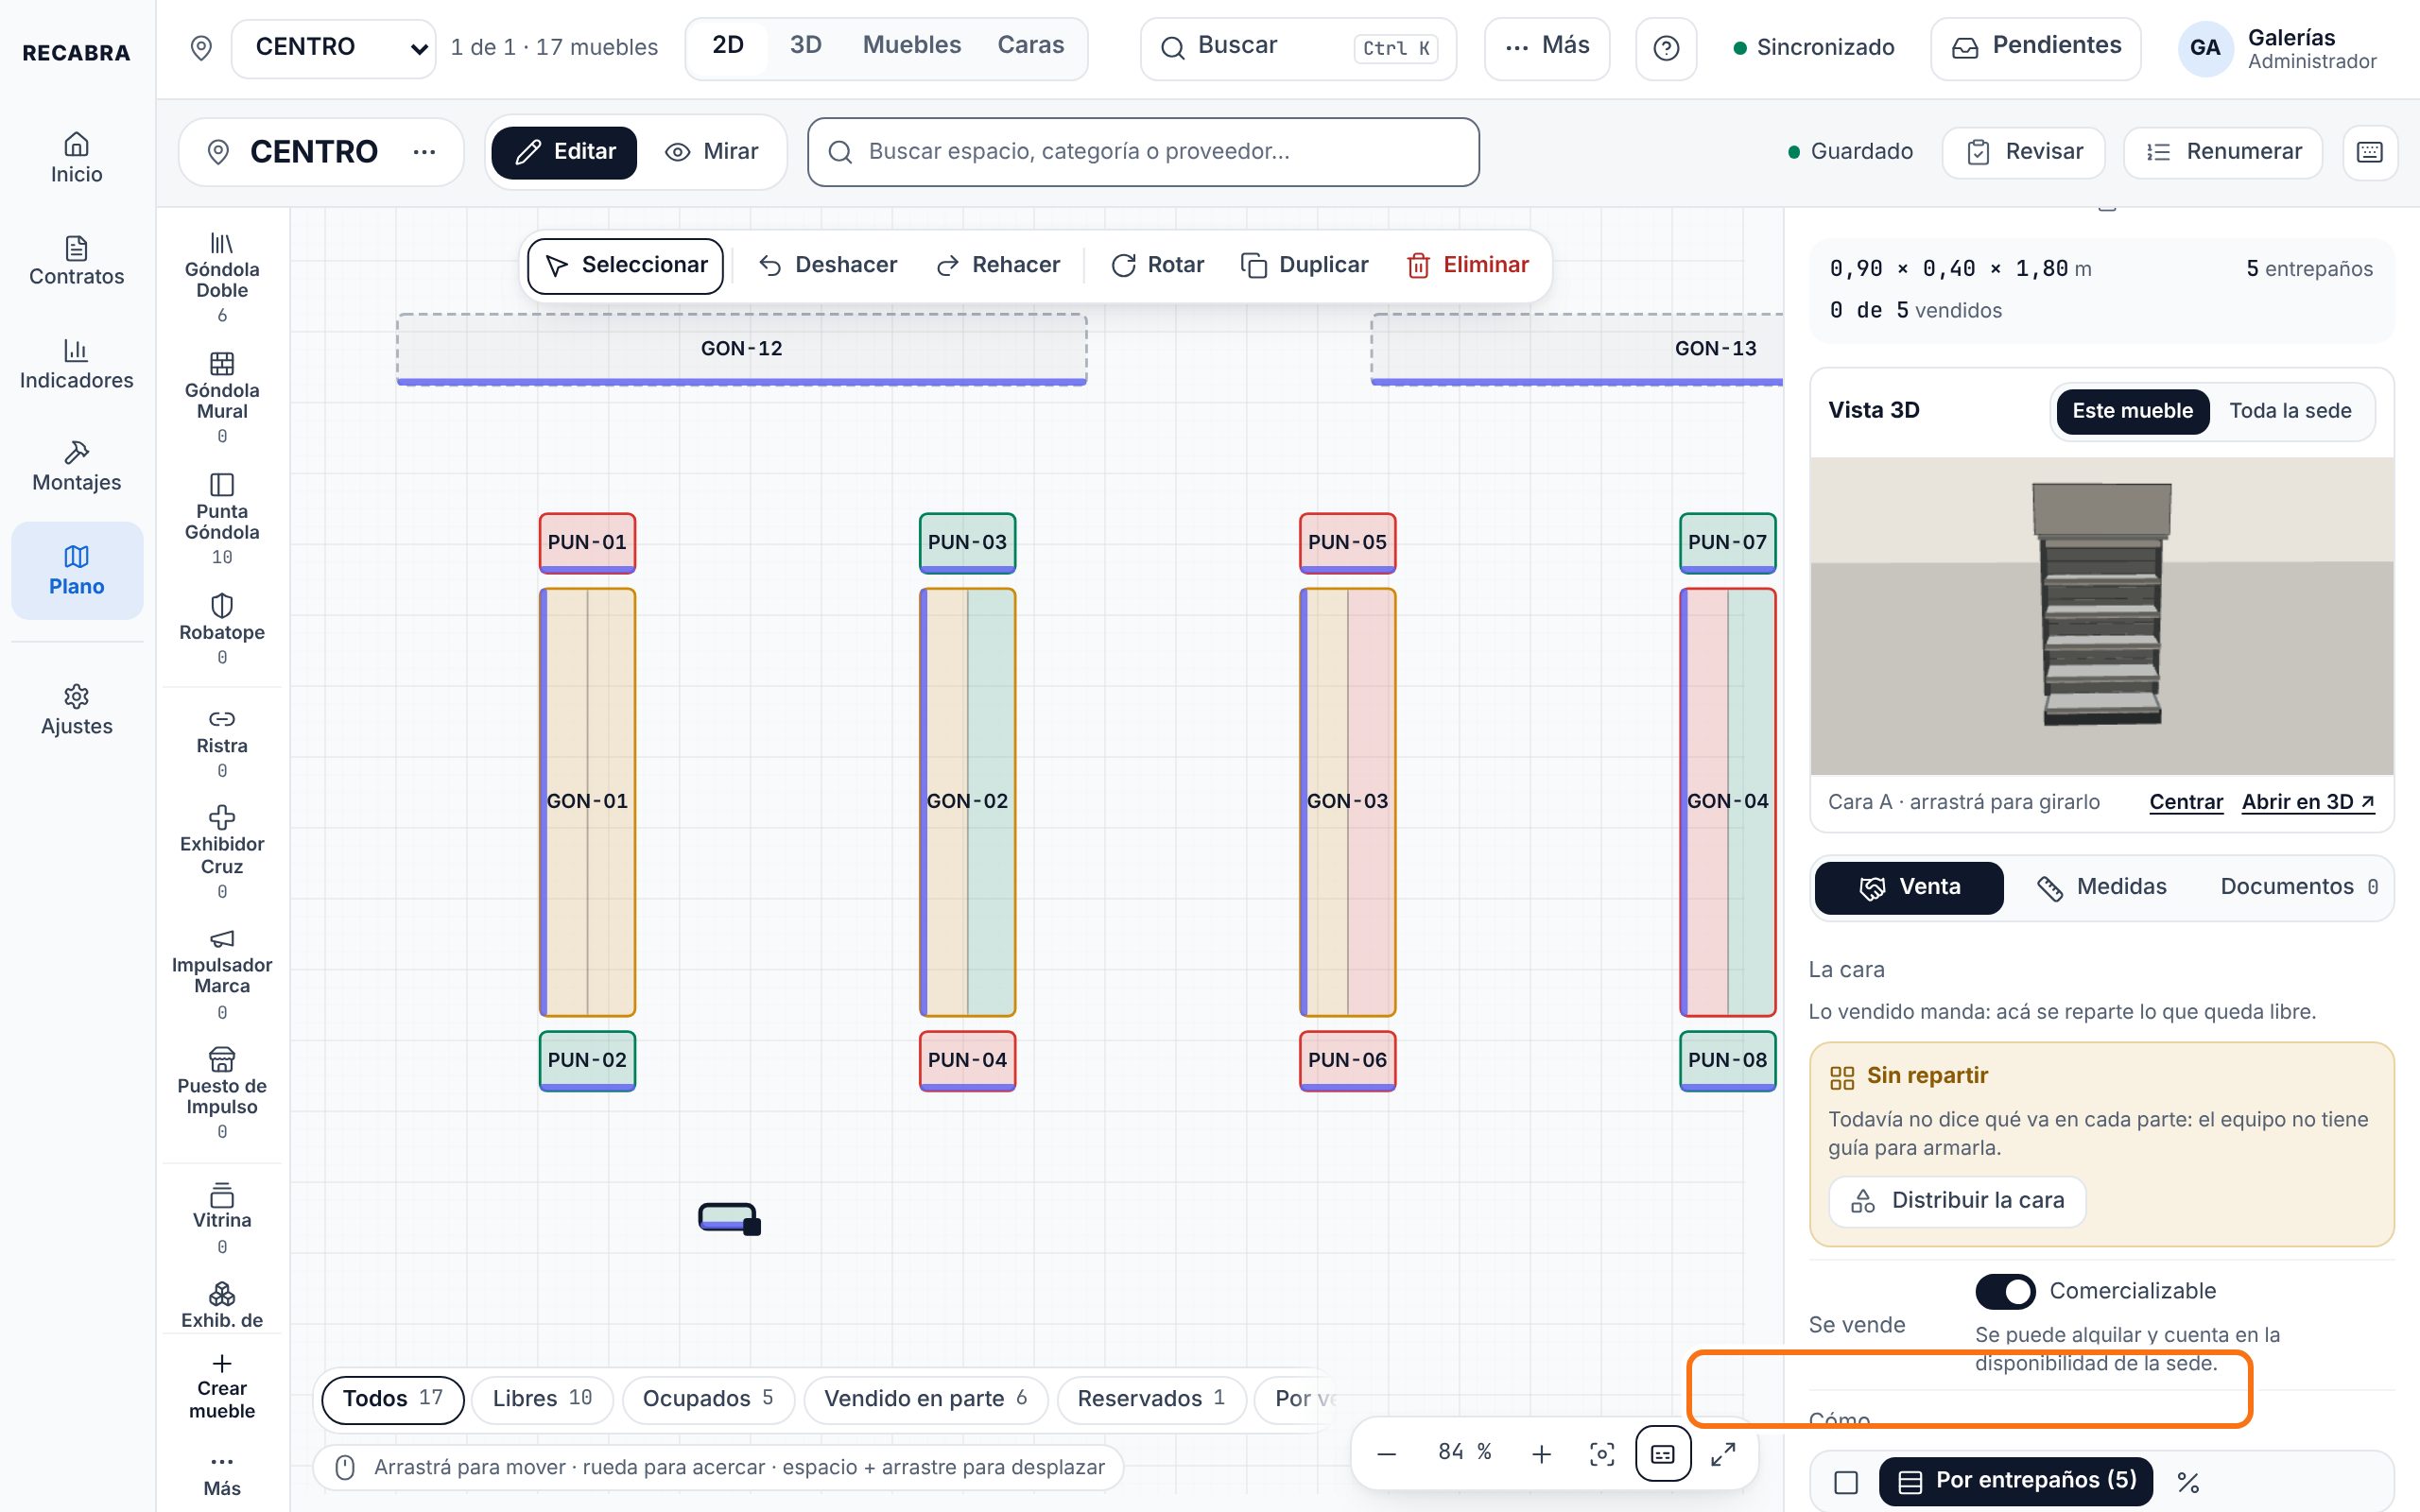 RECABRA
CENTRO
1 de 1 · 17 muebles
2D
3D
Muebles
Caras
Buscar
Ctrl K
Más
Sincronizado
Pendientes
GA
Galerías
Administrador
Inicio
Contratos
Indicadores
Montajes
Plano
Ajustes
CENTRO
Editar
Mirar
Buscar espacio, categoría o proveedor...
Guardado
Revisar
Renumerar
Góndola
Doble
6
Góndola
Mural
0
Punta
Góndola
10
Robatope
0
Ristra
0
Exhibidor
Cruz
0
Impulsador
Marca
0
Puesto de
Impulso
0
Vitrina
0
Exhib. de
Crear
mueble
Más
Seleccionar
Deshacer
Rehacer
Rotar
Duplicar
Eliminar
GON-12
GON-13
PUN-01
PUN-03
PUN-05
PUN-07
GON-01
GON-02
GON-03
GON-04
PUN-02
PUN-04
PUN-06
PUN-08
Todos 17
Libres 10
Ocupados 5
Vendido en parte 6
Reservados 1
Por
Arrastrá para mover · rueda para acercar · espacio + arrastre para desplazar
84 %
0,90 × 0,40 × 1,80 m
5 entrepaños
0 de 5 vendidos
Vista 3D
Este mueble
Toda la sede
Cara A · arrastrá para girarlo
Centrar
Abrir en 3D
Venta
Medidas
Documentos 0
La cara
Lo vendido manda: acá se reparte lo que queda libre.
Sin repartir
Todavía no dice qué va en cada parte: el equipo no tiene
guía para armarla.
Distribuir la cara
Se vende
Comercializable
Se puede alquilar y cuenta en la
disponibilidad de la sede.
Cómo
Por entrepaños (5)
%